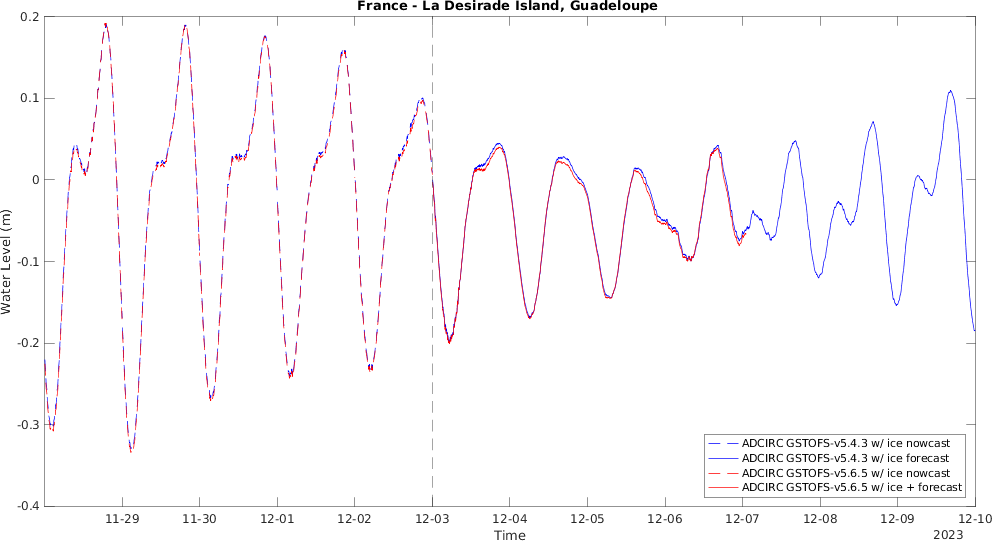 France - La Desirade Island, Guadeloupe
0.2
0.1
0
-0.1
-0.2
-0.3
-0.4
Water Level (m)
11-29 11-30 12-01 12-02 12-03 12-04 12-05 12-06 12-07 12-08 12-09 12-10
Time
2023
ADCIRC GSTOFS-v5.4.3 w/ ice nowcast
ADCIRC GSTOFS-v5.4.3 w/ ice forecast
ADCIRC GSTOFS-v5.6.5 w/ ice nowcast
ADCIRC GSTOFS-v5.6.5 w/ ice + forecast